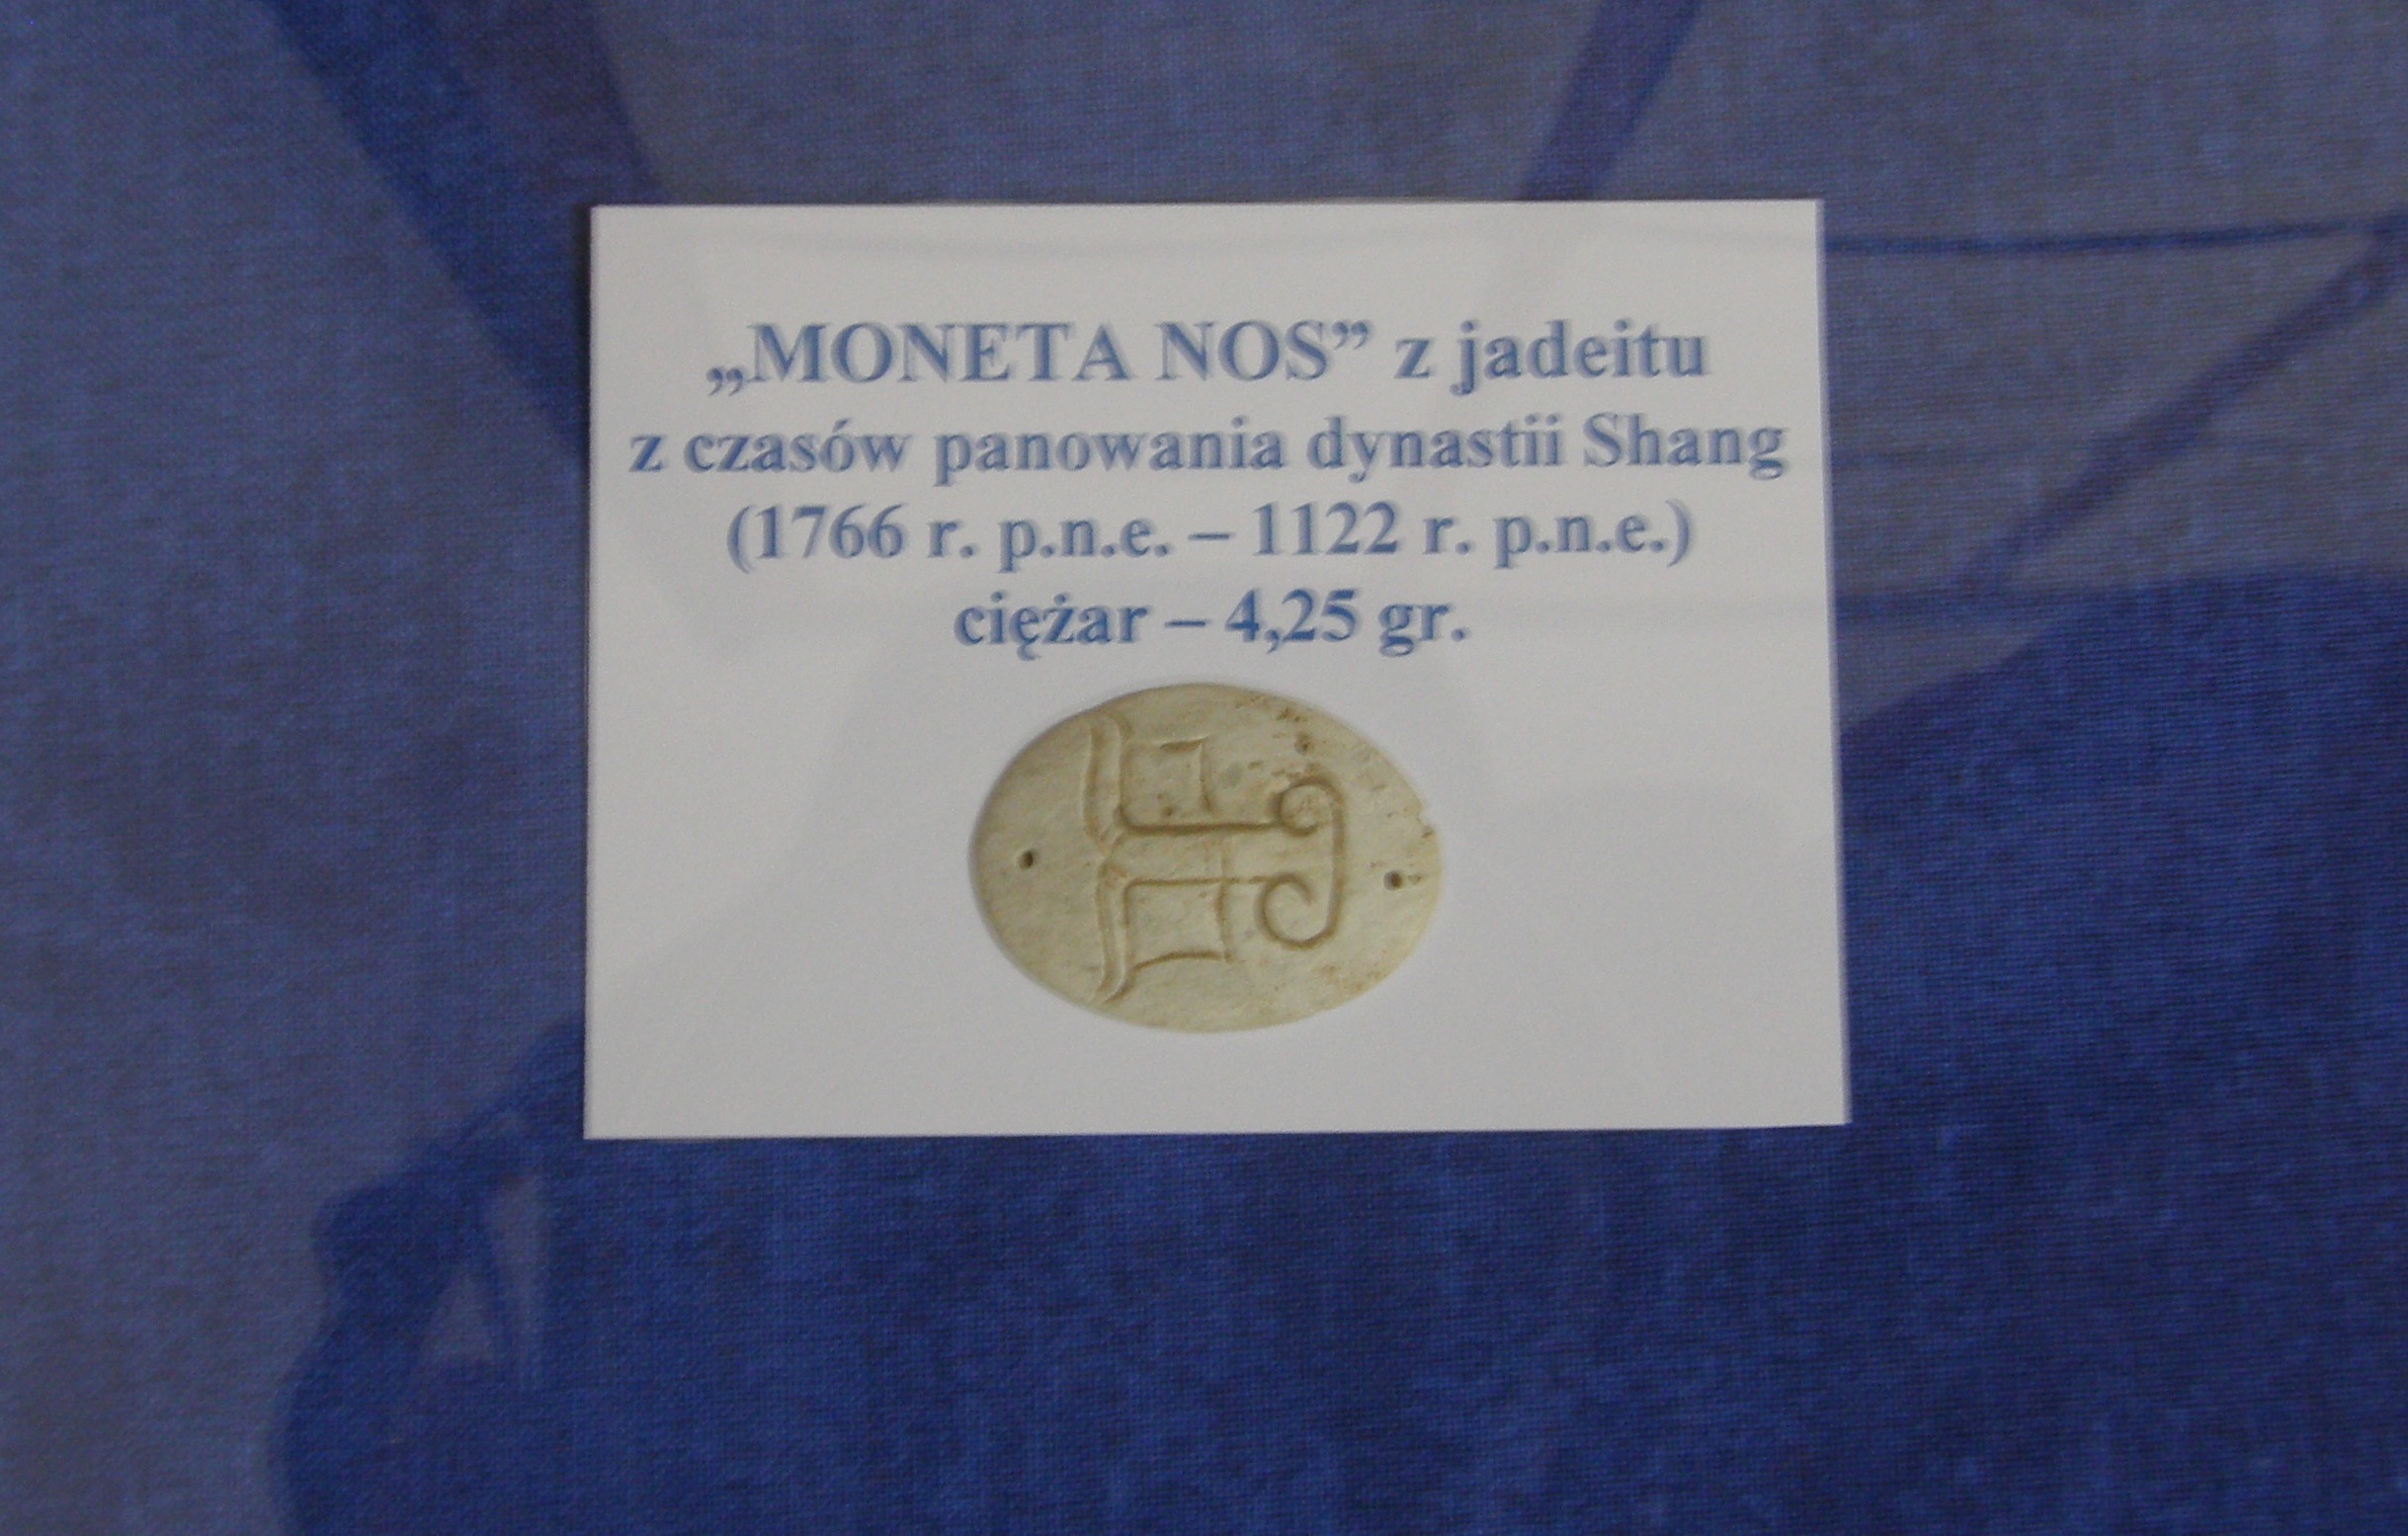 „MONETA NOS” z jadeitu
z czasów panowania dynastii Shang
(1766 r. p.n.e. – 1122 r. p.n.e.)
ciężar – 4,25 gr.